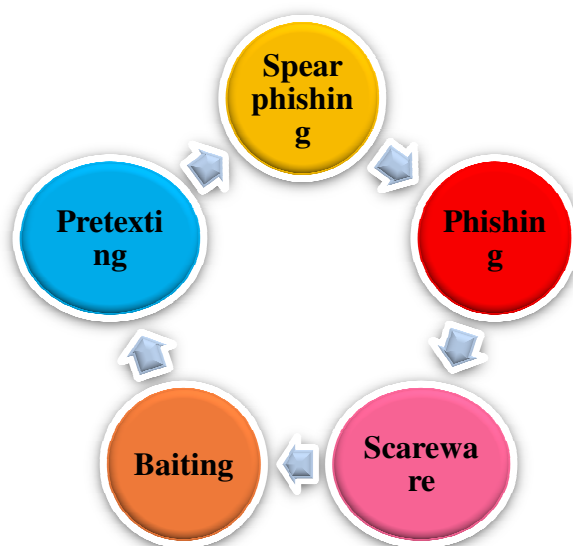 Spear
phishin
g
Phishin
g
Scarewa
re
Baiting
Pretexti
ng